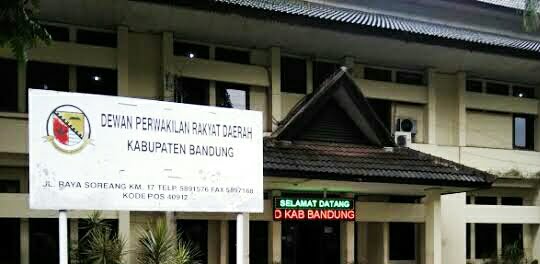 DEWAN PERWAKILAN RAKYAT DAERAH
KABUPATEN BANDUNG
JL. RAYA SOREANG KM. 17 TELP. 5891576 FAX 5892168
KODE POS 40912
SELAMAT DATANG
D KAB BANDUNG